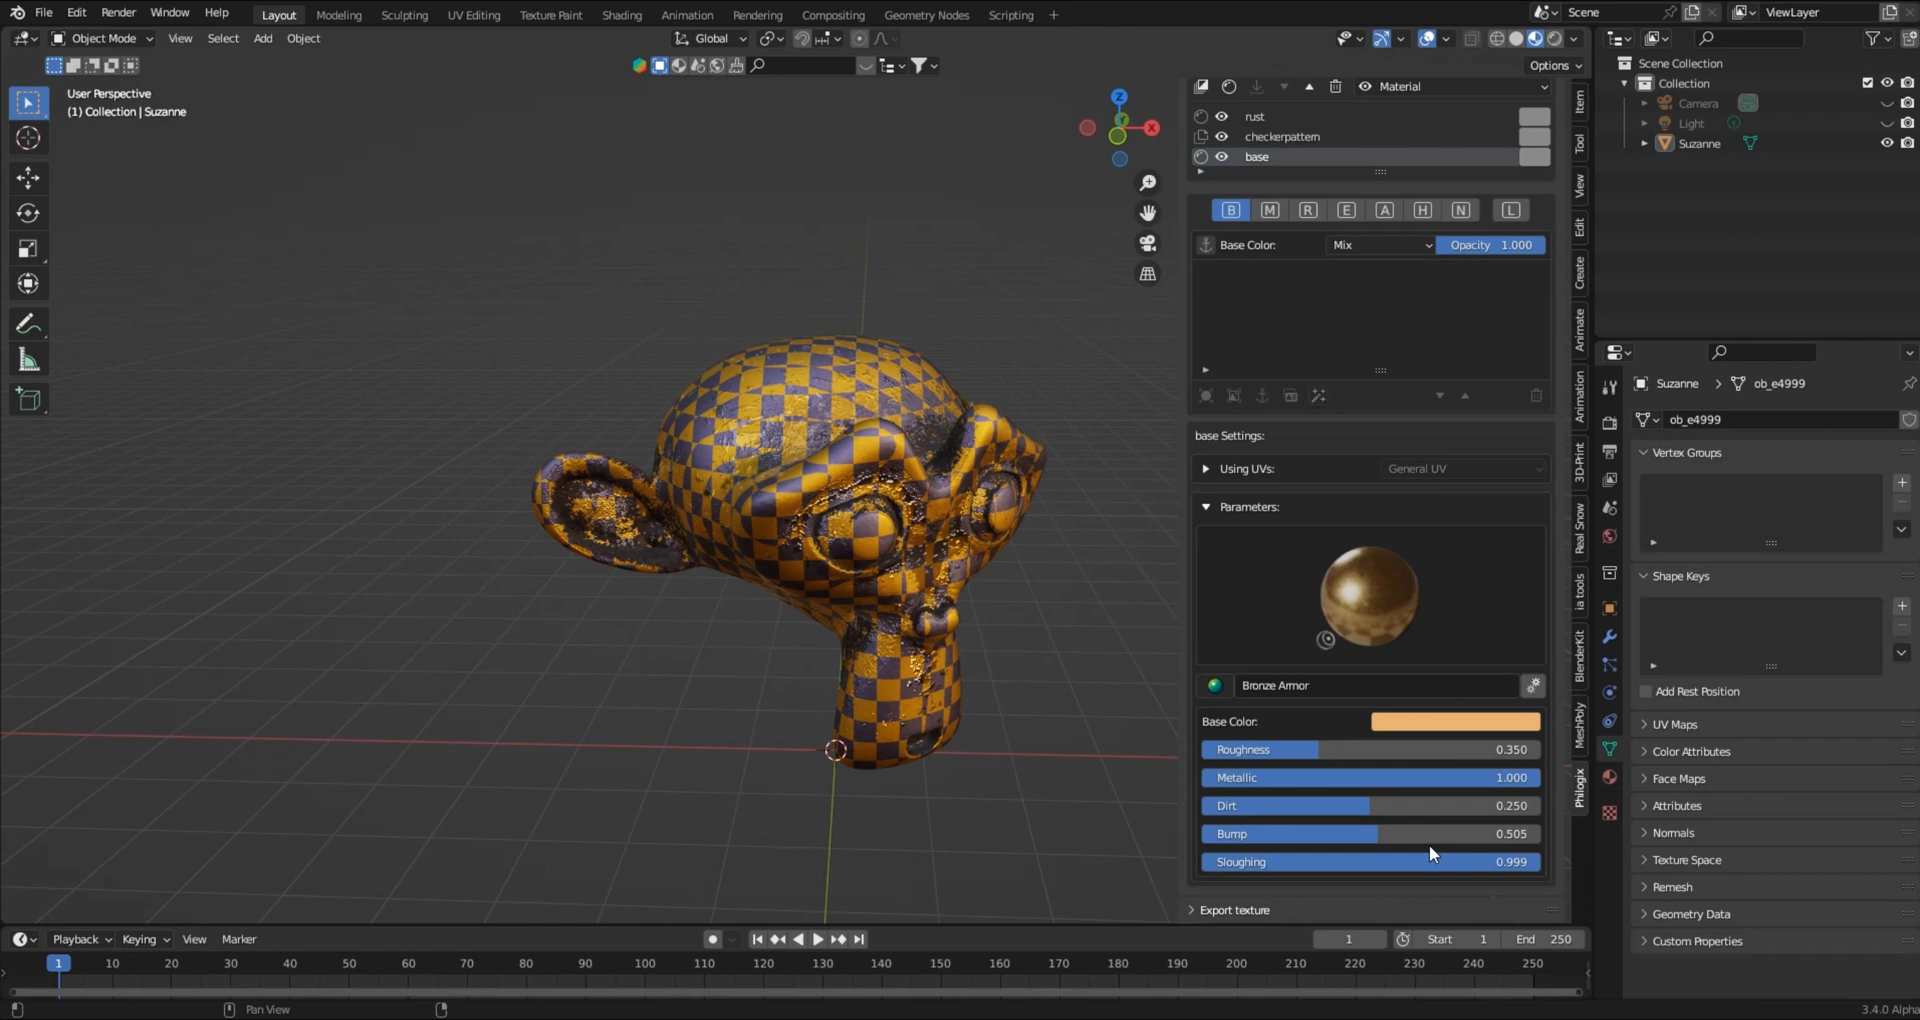 File Edit Render Window Help Layout Modeling Sculpting UV Editing Texture Paint Shading Animation Rendering Compositing Geometry Nodes Scripting + Scene ViewLayer
Object Mode View Select Add Object Global
Options
User Perspective
(1) Collection | Suzanne
Z
Y
X
Material
rust
checkerpattern
base
B M R E A H N L
Base Color: Mix Opacity 1.000
base Settings:
Using UVs: General UV
Parameters:
Bronze Armor
Base Color:
Roughness 0.350
Metallic 1.000
Dirt 0.250
Bump 0.505
Sloughing 0.999
Export texture
Item
Tool
View
Edit
Create
Animate
Animation
3D-Print
Real Snow
ia tools
BlenderKit
MeshPoly
Philogix
Scene Collection
Collection
Camera
Light
Suzanne
Suzanne > ob_e4999
ob_e4999
Vertex Groups
Shape Keys
Add Rest Position
UV Maps
Color Attributes
Face Maps
Attributes
Normals
Texture Space
Remesh
Geometry Data
Custom Properties
Playback Keying View Marker 1 Start 1 End 250
1 10 20 30 40 50 60 70 80 90 100 110 120 130 140 150 160 170 180 190 200 210 220 230 240 250
Pan View 3.4.0 Alpha